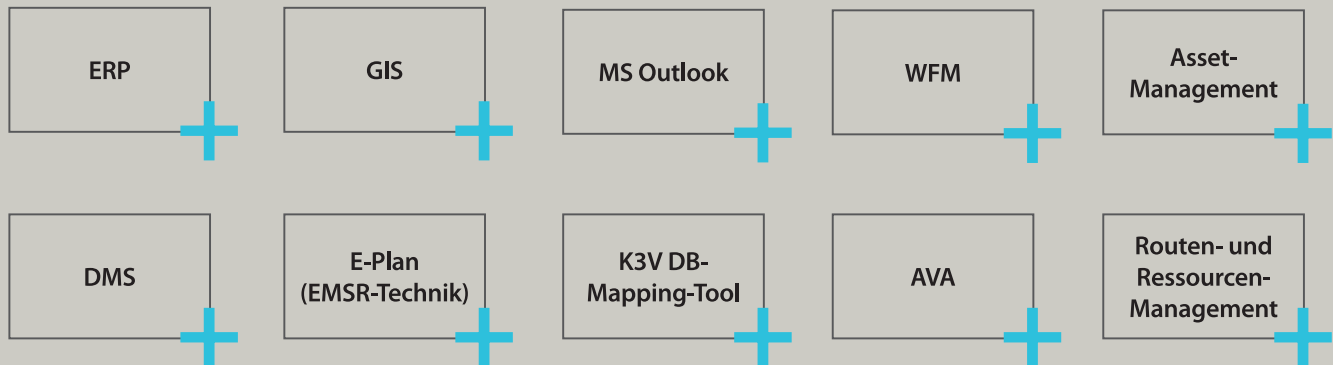 ERP
GIS
MS Outlook
WFM
Asset-
Management
DMS
E-Plan
(EMSR-Technik)
K3V DB-
Mapping-Tool
AVA
Routen- und
Ressourcen-
Management